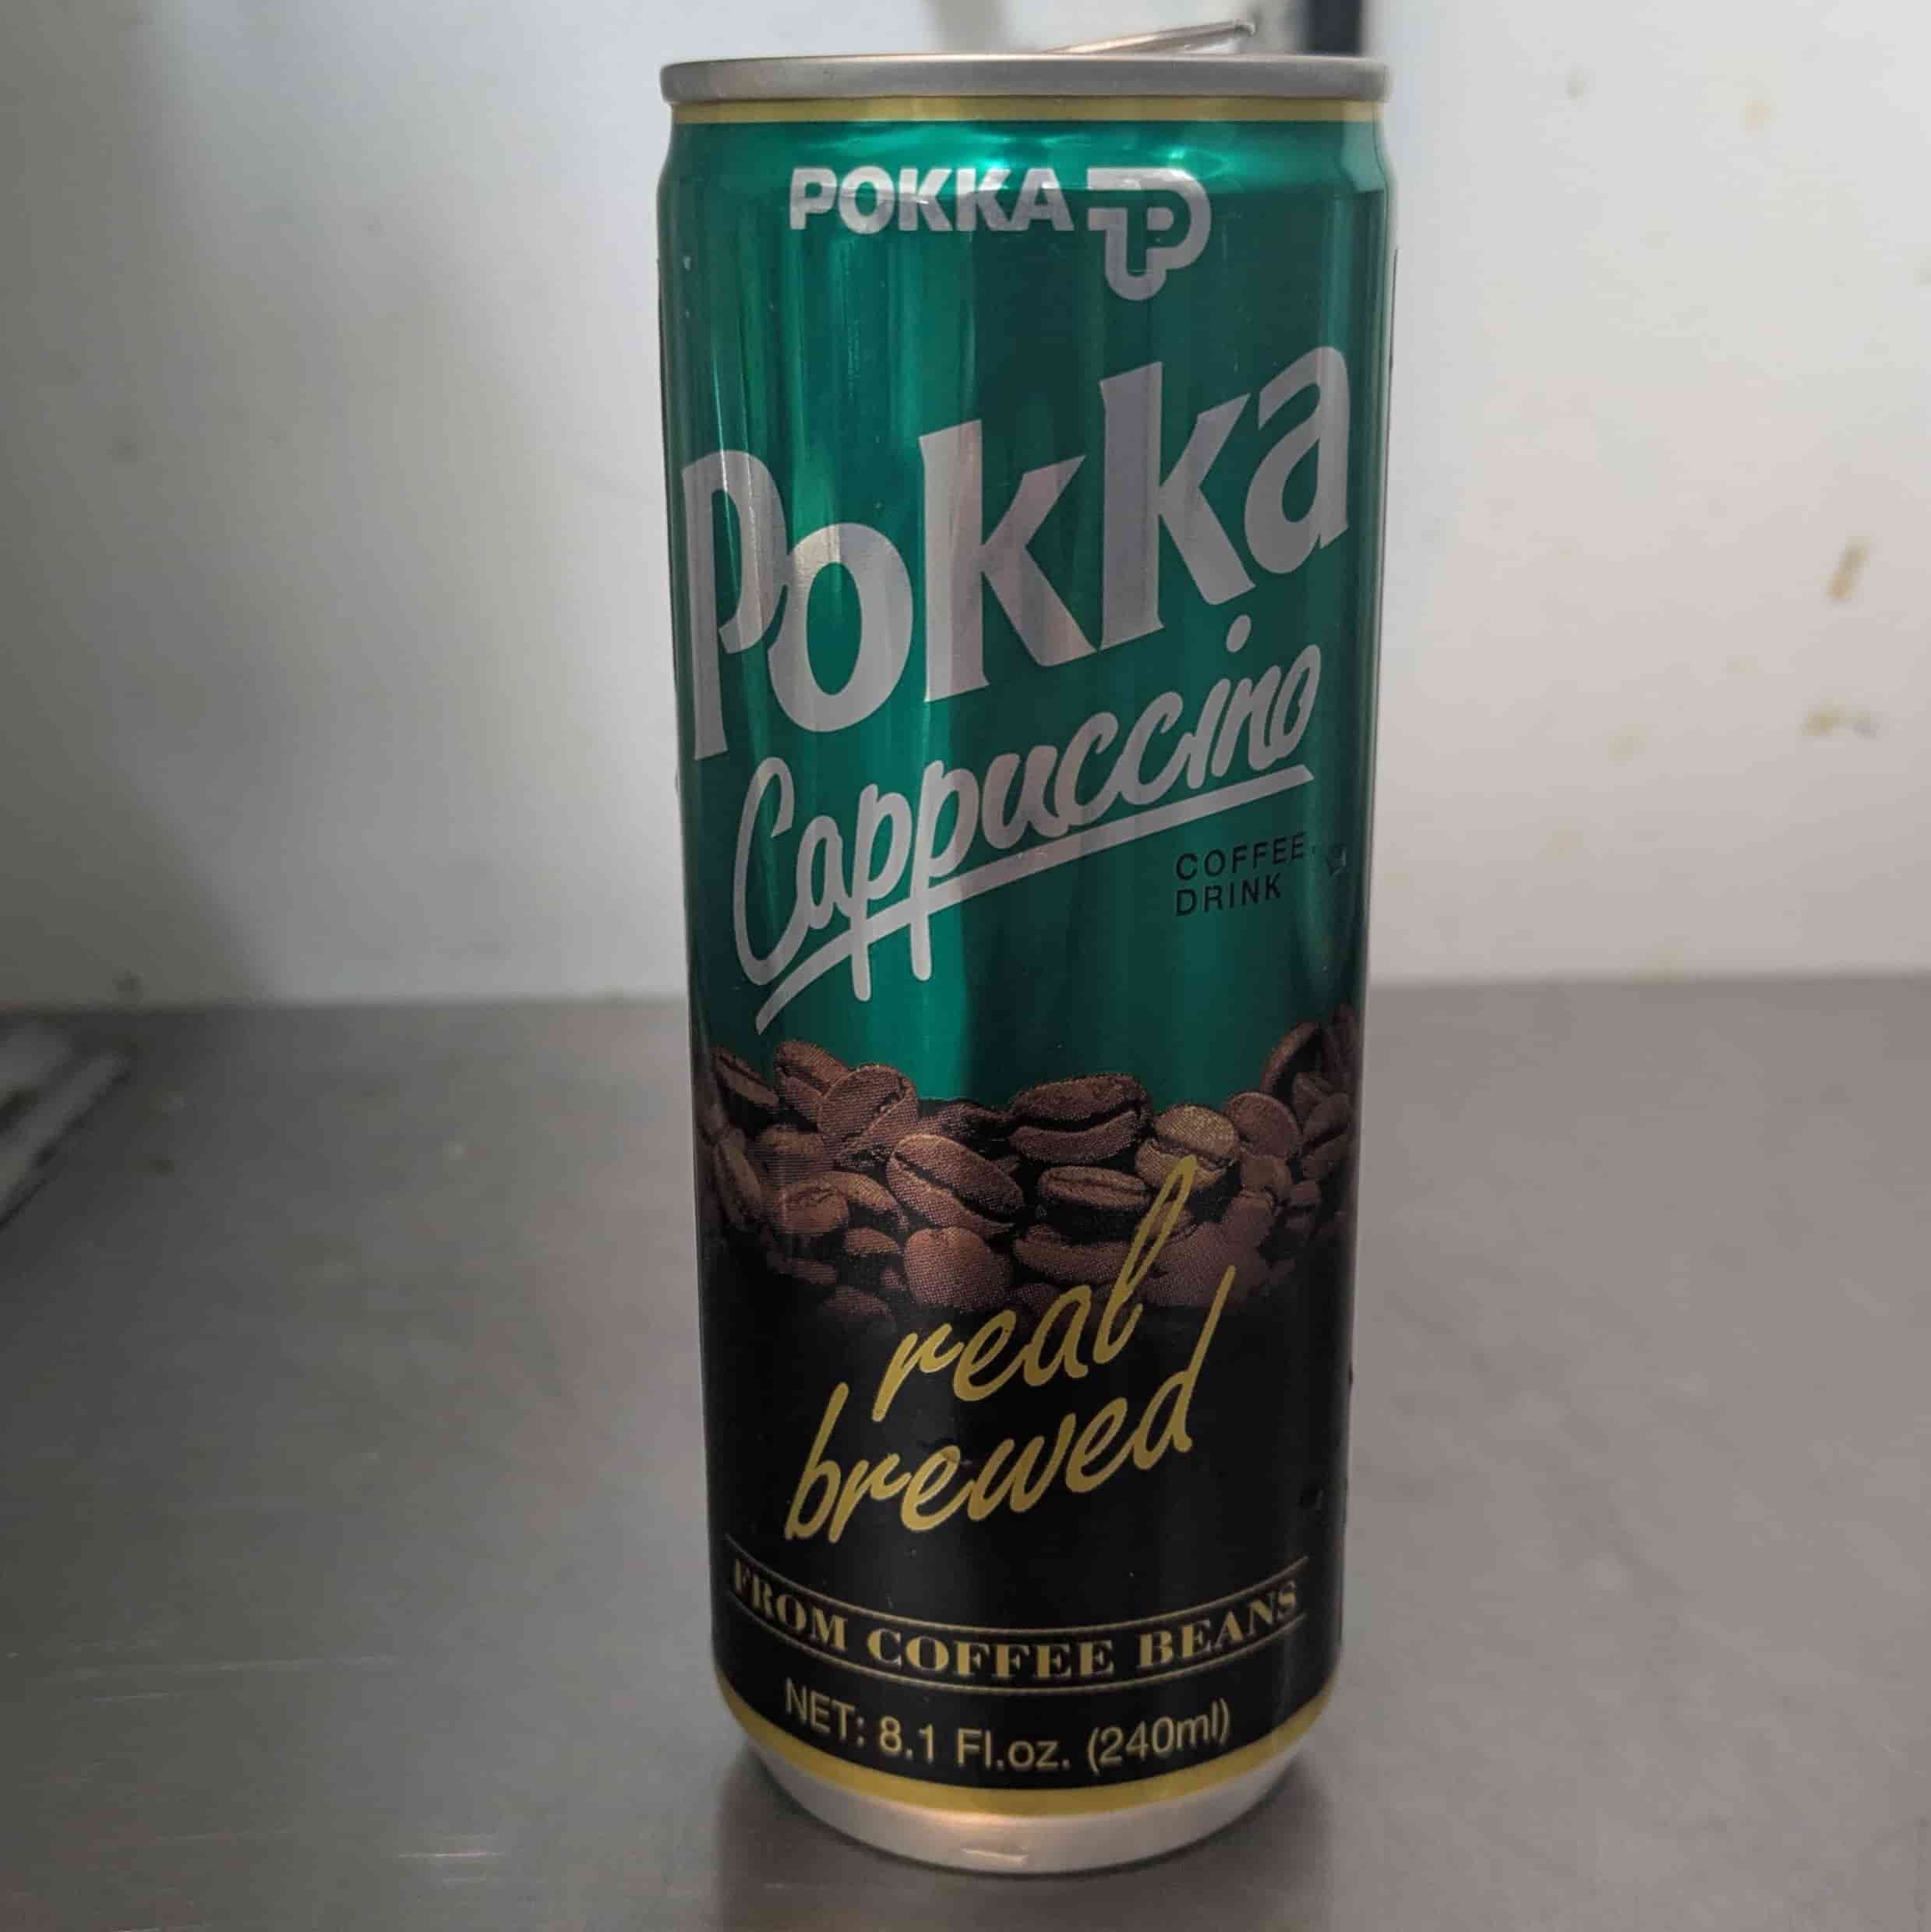 POKKA
Pokka
Cappuccino
COFFEE
DRINK
real
brewed
FROM COFFEE BEANS
NET: 8.1 Fl.oz. (240ml)